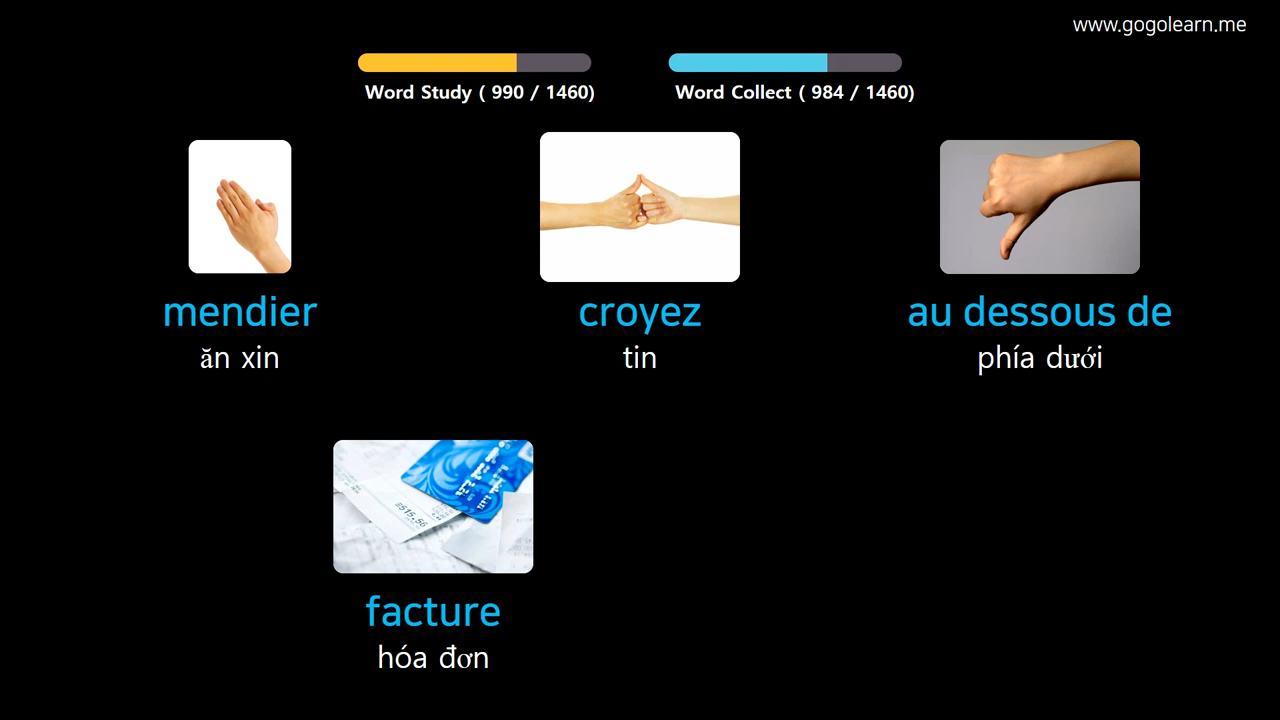 www.gogolearn.me
Word Study ( 990 / 1460)
Word Collect ( 984 / 1460)
mendier
ăn xin
croyez
tin
au dessous de
phía dưới
facture
hóa đơn